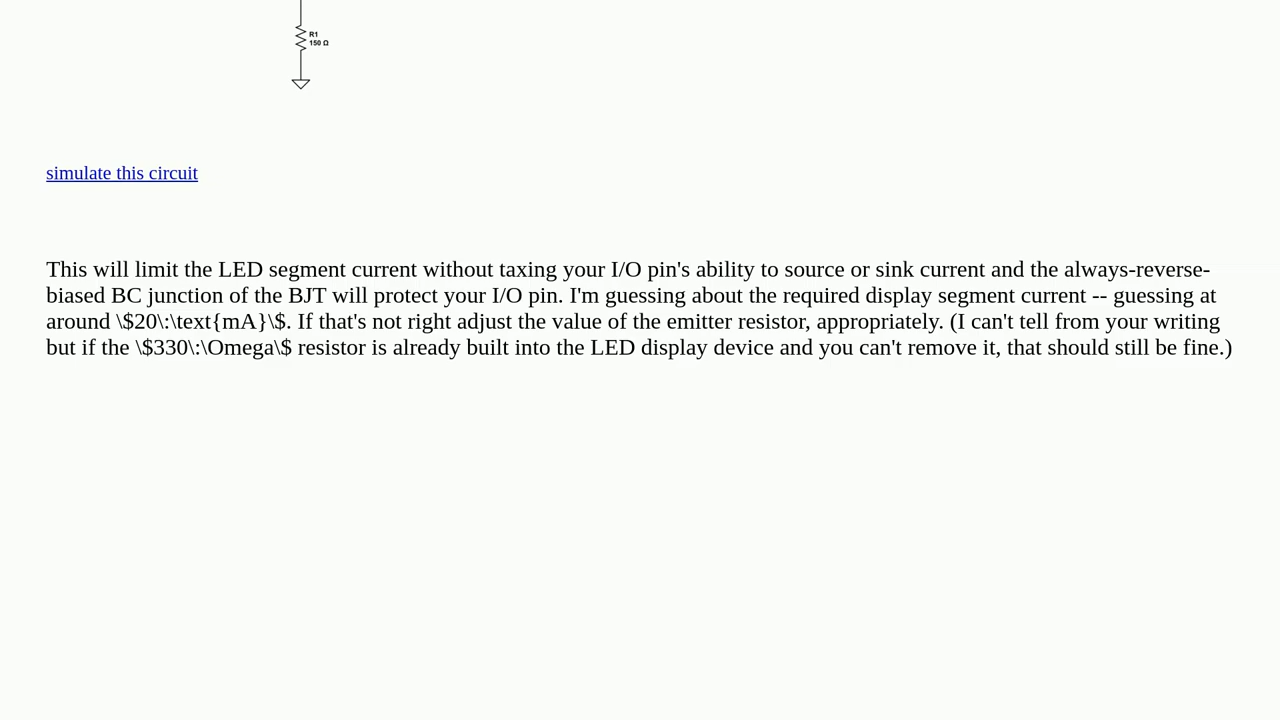 R1
150 Ω
simulate this circuit
This will limit the LED segment current without taxing your I/O pin's ability to source or sink current and the always-reverse-
biased BC junction of the BJT will protect your I/O pin. I'm guessing about the required display segment current -- guessing at
around \$20\:\text{mA}\$. If that's not right adjust the value of the emitter resistor, appropriately. (I can't tell from your writing
but if the \$330\:\Omega\$ resistor is already built into the LED display device and you can't remove it, that should still be fine.)